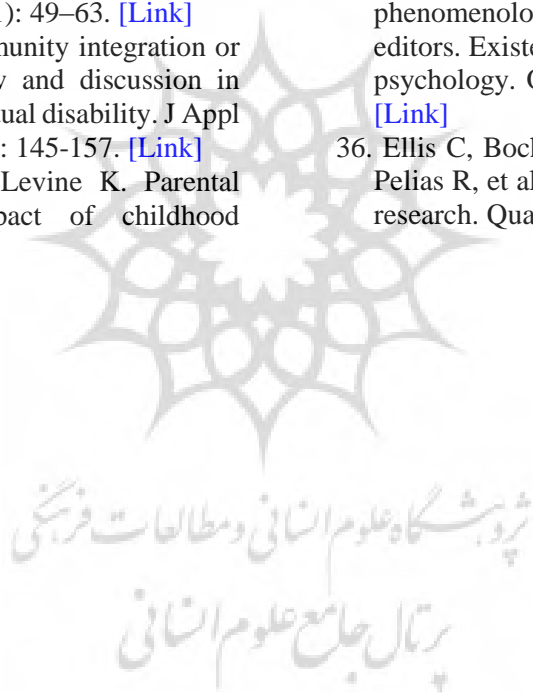 ): 49–63. [Link]
munity integration or
y and discussion in
tual disability. J Appl
: 145-157. [Link]
Levine K. Parental
pact of childhood
phenomenolo
editors. Existe
psychology. C
[Link]
36. Ellis C, Boch
Pelias R, et al
research. Qua
پژوهشگاه علوم انسانی و مطالعات فرهنگی
پرتال جامع علوم انسانی